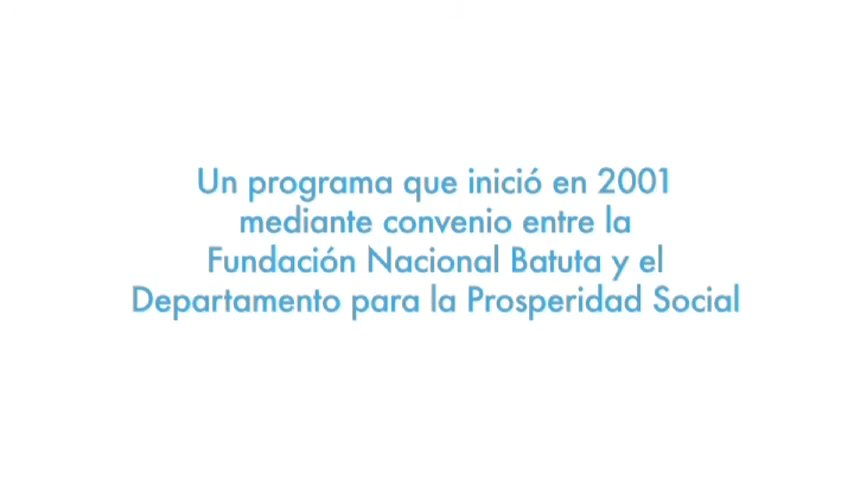 Un programa que inició en 2001
mediante convenio entre la
Fundación Nacional Batuta y el
Departamento para la Prosperidad Social